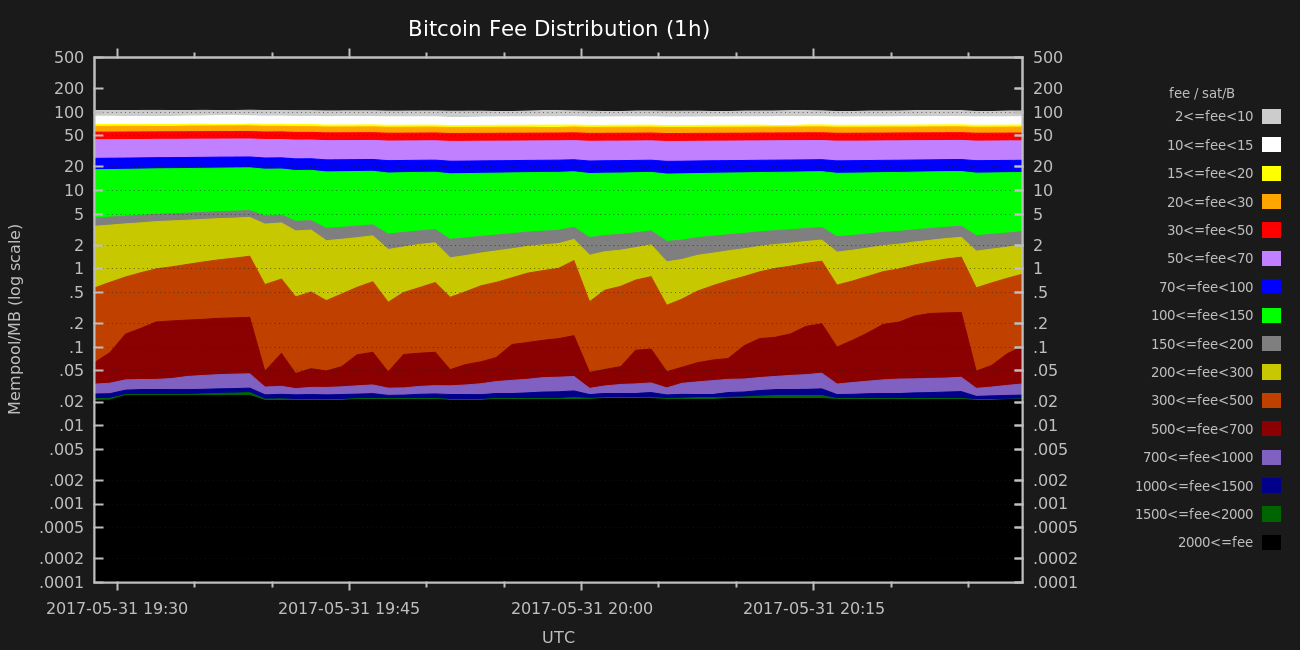 Bitcoin Fee Distribution (1h)
500 500
200 200
100 100
50 50
20 20
10 10
5 5
2 2
1 1
.5 .5
.2 .2
.1 .1
.05 .05
.02 .02
.01 .01
.005 .005
.002 .002
.001 .001
.0005 .0005
.0002 .0002
.0001 .0001
Mempool/MB (log scale)
2017-05-31 19:30 2017-05-31 19:45 2017-05-31 20:00 2017-05-31 20:15
UTC
fee / sat/B
2<=fee<10
10<=fee<15
15<=fee<20
20<=fee<30
30<=fee<50
50<=fee<70
70<=fee<100
100<=fee<150
150<=fee<200
200<=fee<300
300<=fee<500
500<=fee<700
700<=fee<1000
1000<=fee<1500
1500<=fee<2000
2000<=fee